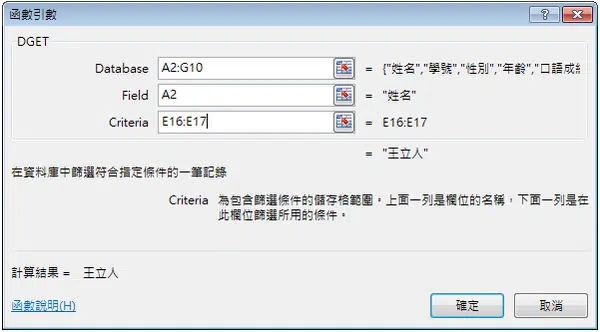 函數引數
DGET
Database A2:G10 = {"姓名","學號","性別","年齡","口語成績
Field A2 = "姓名"
Criteria E16:E17 = E16:E17
= "王立人"
在資料庫中篩選符合指定條件的一筆記錄
Criteria 為包含篩選條件的儲存格範圍。上面一列是欄位的名稱，下面一列是在
此欄位篩選所用的條件。
計算結果 = 王立人
函數說明(H)
確定 取消